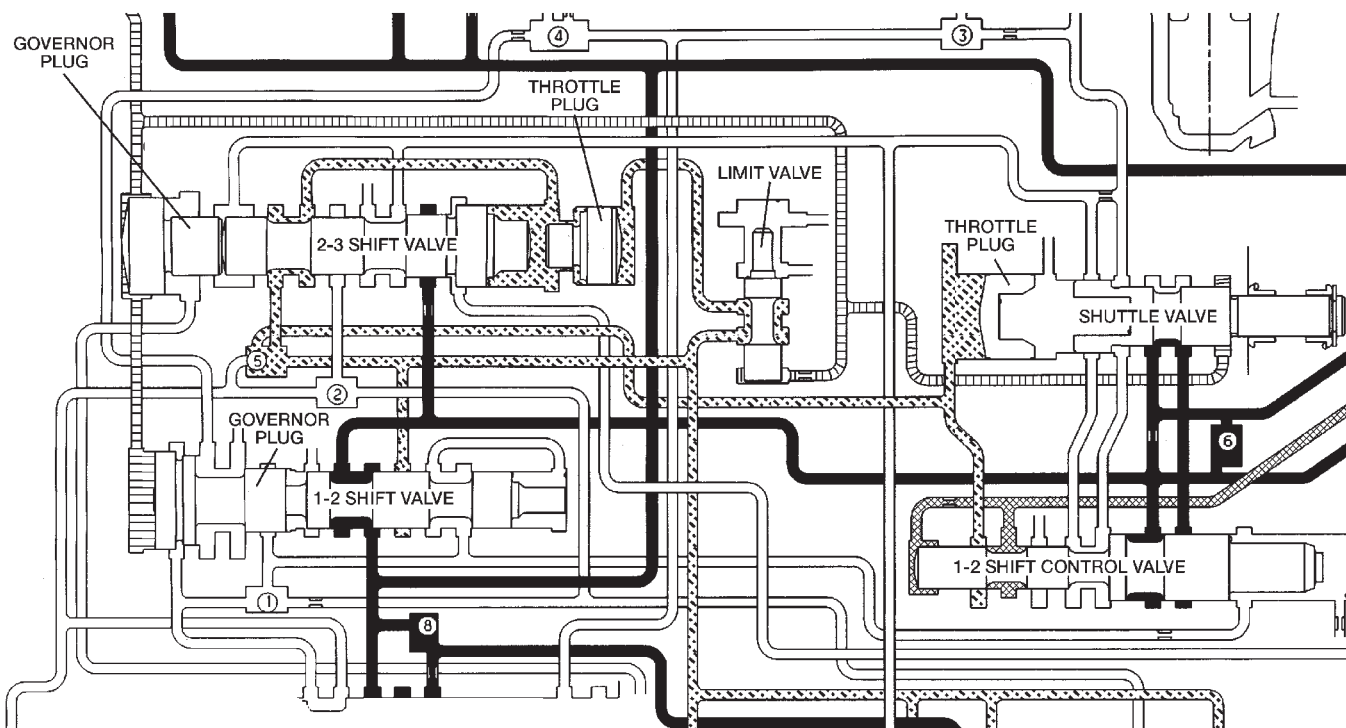 ④
③
GOVERNOR
PLUG
THROTTLE
PLUG
LIMIT VALVE
THROTTLE
PLUG
2-3 SHIFT VALVE
SHUTTLE VALVE
⑤
②
GOVERNOR
PLUG
⑥
1-2 SHIFT VALVE
1-2 SHIFT CONTROL VALVE
①
⑧